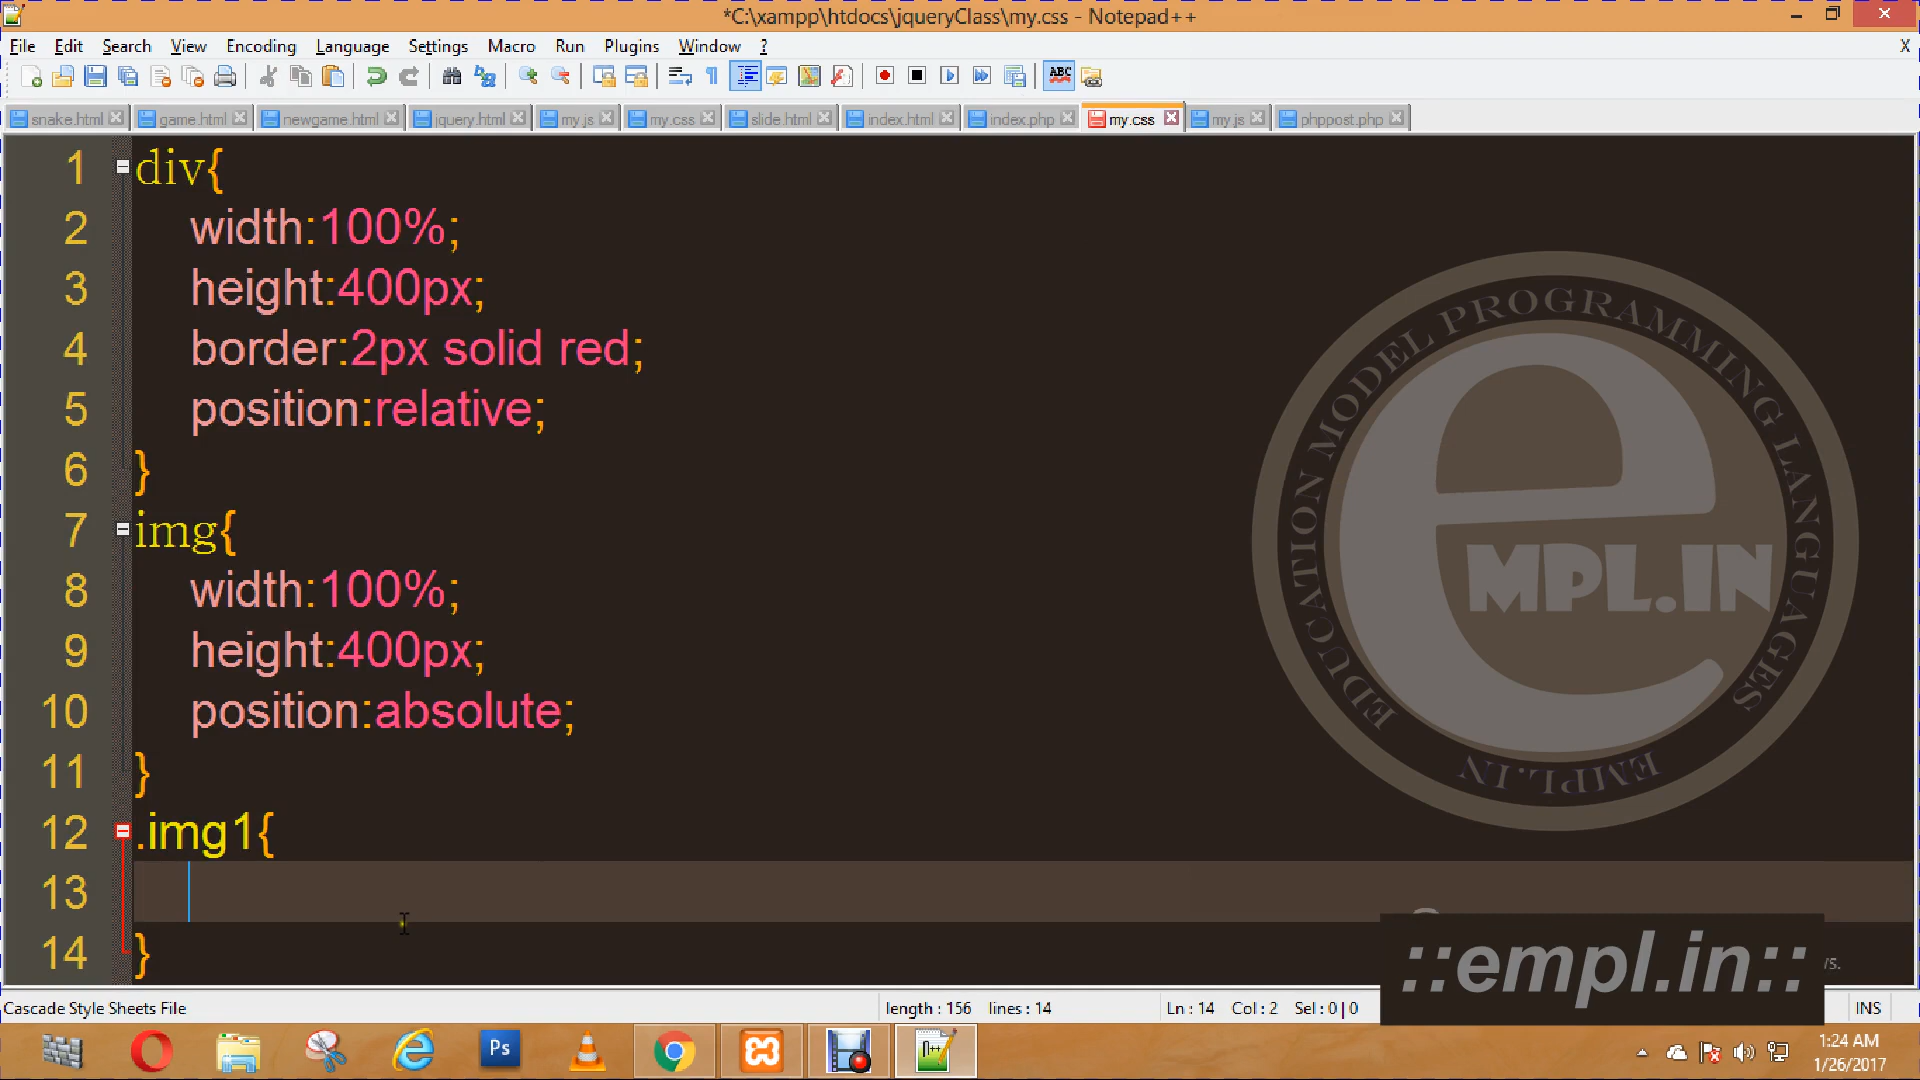 *C:\xampp\htdocs\jqueryClass\my.css - Notepad++
File Edit Search View Encoding Language Settings Macro Run Plugins Window ? X
ABC
snake.html game.html newgame.html jquery.html my.js my.css slide.html index.html index.php my.css my.js phppost.php
1 div{
2 width:100%;
3 height:400px;
4 border:2px solid red;
5 position:relative;
6 }
7 img{
8 width:100%;
9 height:400px;
10 position:absolute;
11 }
12 .img1{
13
14 }
EDUCATION MODEL PROGRAMMING LANGUAGES
eMPL.IN
EMPL.IN
::empl.in::
Cascade Style Sheets File length : 156 lines : 14 Ln : 14 Col : 2 Sel : 0 | 0 INS
Ps
n++
1:24 AM
1/26/2017